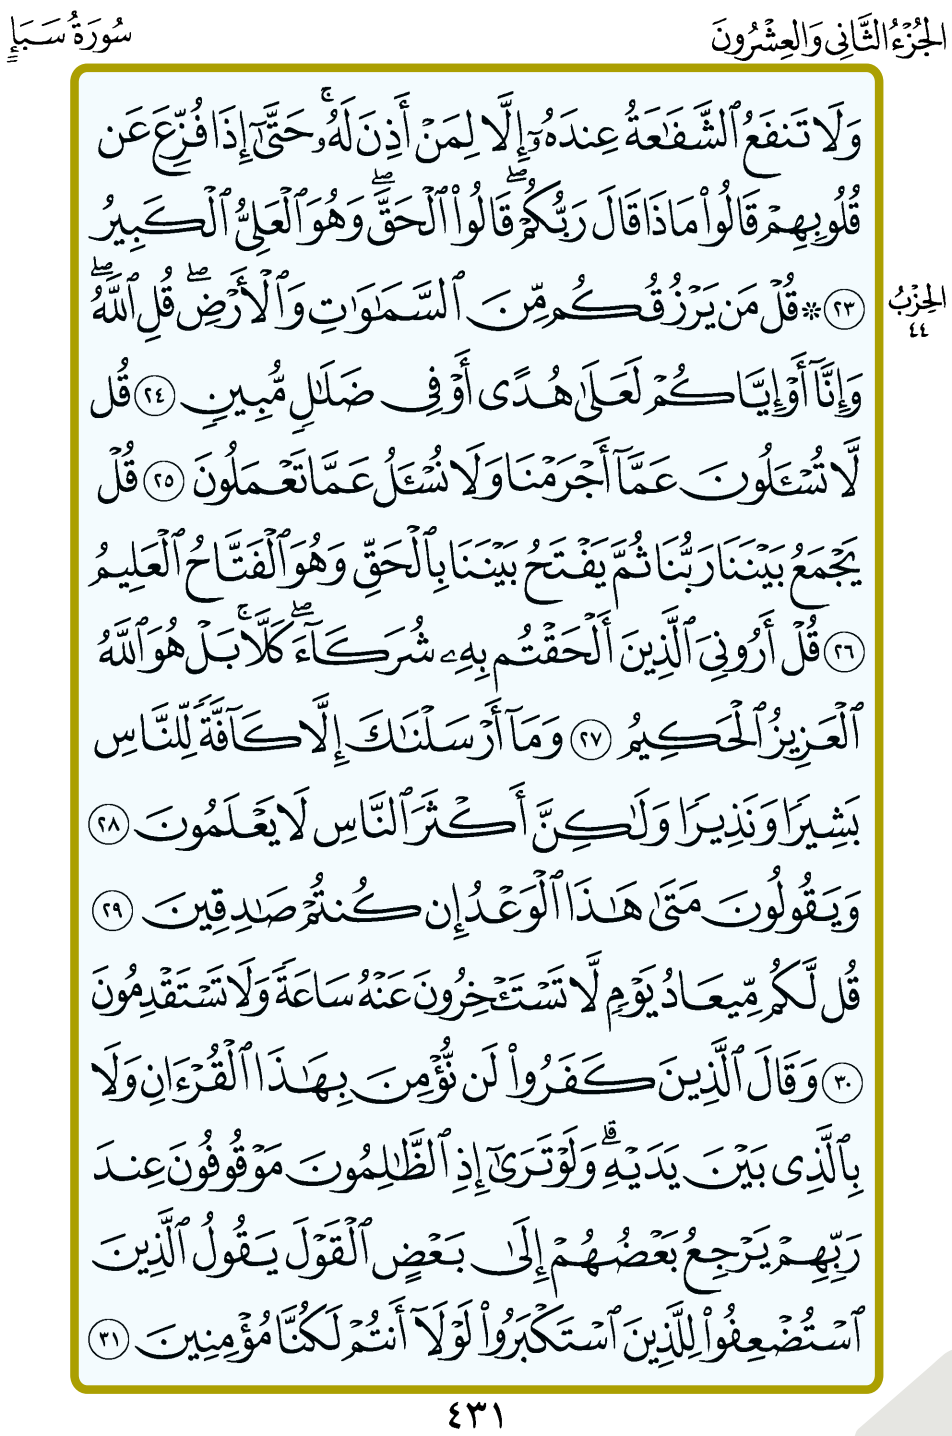 الجُزْءُ الثَّانِي وَالعِشْرُونَ
سُورَةُ سَبَإٍ
وَلَا تَنفَعُ ٱلشَّفَٰعَةُ عِندَهُۥٓ إِلَّا لِمَنْ أَذِنَ لَهُۥۚ حَتَّىٰٓ إِذَا فُزِّعَ عَن
قُلُوبِهِمْ قَالُوا۟ مَاذَا قَالَ رَبُّكُمْۖ قَالُوا۟ ٱلْحَقَّۖ وَهُوَ ٱلْعَلِىُّ ٱلْكَبِيرُ
٢٣ ۞ قُلْ مَن يَرْزُقُكُم مِّنَ ٱلسَّمَٰوَٰتِ وَٱلْأَرْضِۖ قُلِ ٱللَّهُۖ
الحِزْبُ
٤٤
وَإِنَّآ أَوْ إِيَّاكُمْ لَعَلَىٰ هُدًى أَوْ فِى ضَلَٰلٍ مُّبِينٍ ٢٤ قُل
لَّا تُسْـَٔلُونَ عَمَّآ أَجْرَمْنَا وَلَا نُسْـَٔلُ عَمَّا تَعْمَلُونَ ٢٥ قُلْ
يَجْمَعُ بَيْنَنَا رَبُّنَا ثُمَّ يَفْتَحُ بَيْنَنَا بِٱلْحَقِّ وَهُوَ ٱلْفَتَّاحُ ٱلْعَلِيمُ
٢٦ قُلْ أَرُونِىَ ٱلَّذِينَ أَلْحَقْتُم بِهِۦ شُرَكَآءَۖ كَلَّاۚ بَلْ هُوَ ٱللَّهُ
ٱلْعَزِيزُ ٱلْحَكِيمُ ٢٧ وَمَآ أَرْسَلْنَٰكَ إِلَّا كَآفَّةً لِّلنَّاسِ
بَشِيرًا وَنَذِيرًا وَلَٰكِنَّ أَكْثَرَ ٱلنَّاسِ لَا يَعْلَمُونَ ٢٨
وَيَقُولُونَ مَتَىٰ هَٰذَا ٱلْوَعْدُ إِن كُنتُمْ صَٰدِقِينَ ٢٩
قُل لَّكُم مِّيعَادُ يَوْمٍ لَّا تَسْتَـْٔخِرُونَ عَنْهُ سَاعَةً وَلَا تَسْتَقْدِمُونَ
٣٠ وَقَالَ ٱلَّذِينَ كَفَرُوا۟ لَن نُّؤْمِنَ بِهَٰذَا ٱلْقُرْءَانِ وَلَا
بِٱلَّذِى بَيْنَ يَدَيْهِۗ وَلَوْ تَرَىٰٓ إِذِ ٱلظَّٰلِمُونَ مَوْقُوفُونَ عِندَ
رَبِّهِمْ يَرْجِعُ بَعْضُهُمْ إِلَىٰ بَعْضٍ ٱلْقَوْلَ يَقُولُ ٱلَّذِينَ
ٱسْتُضْعِفُوا۟ لِلَّذِينَ ٱسْتَكْبَرُوا۟ لَوْلَآ أَنتُمْ لَكُنَّا مُؤْمِنِينَ ٣١
٤٣١